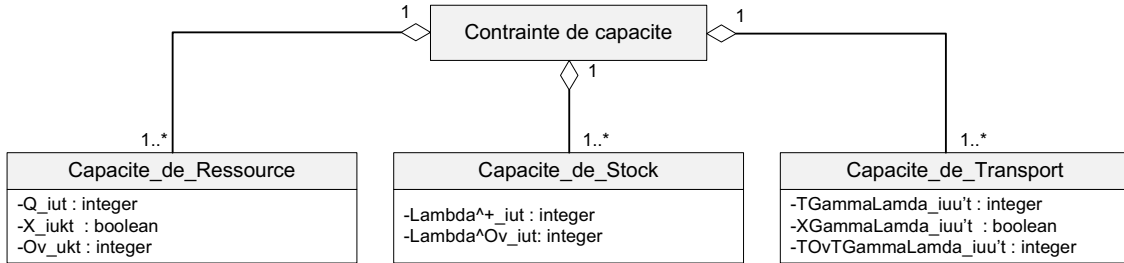 Contrainte de capacite
1
1
1
1..*
1..*
1..*
Capacite_de_Ressource
-Q_iut : integer
-X_iukt : boolean
-Ov_ukt : integer
Capacite_de_Stock
-Lambda^+_iut : integer
-Lambda^Ov_iut: integer
Capacite_de_Transport
-TGammaLamda_iuu't : integer
-XGammaLamda_iuu't : boolean
-TOvTGammaLamda_iuu't : integer